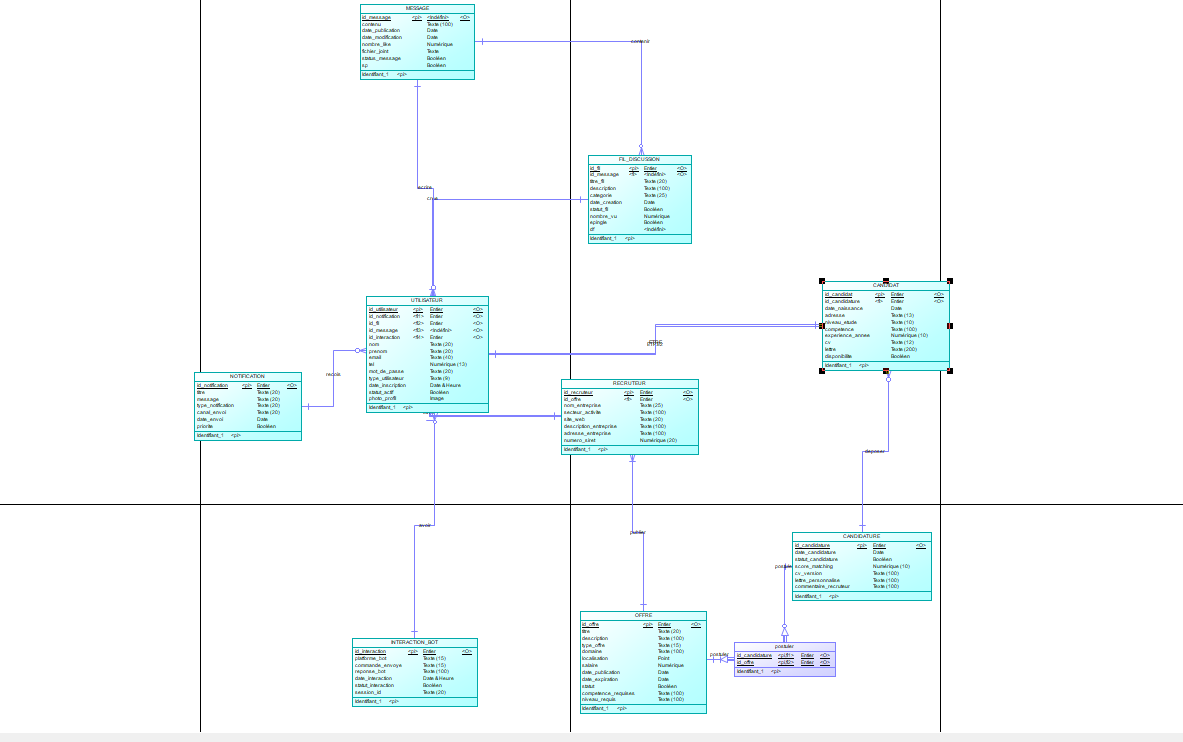 MESSAGE
id_message <pi> <Indéfini> <O>
contenu Texte (100)
date_publication Date
date_modification Date
nombre_like Numérique
fichier_joint Texte
status_message Booléen
sp Booléen
Identifiant_1 <pi>
contenir
FIL_DISCUSSION
id_fil <pi> Entier <O>
id_message <fi> <Indéfini> <O>
titre_fil Texte (20)
description Texte (100)
categorie Texte (25)
date_creation Date
statut_fil Booléen
nombre_vu Numérique
epingle Booléen
df <Indéfini>
Identifiant_1 <pi>
ecrire
créer
UTILISATEUR
id_utilisateur <pi> Entier <O>
id_notification <fi1> Entier <O>
id_fil <fi2> Entier <O>
id_message <fi3> <Indéfini> <O>
id_interaction <fi4> Entier <O>
nom Texte (20)
prenom Texte (20)
email Texte (40)
tel Numérique (13)
mot_de_passe Texte (20)
type_utilisateur Texte (9)
date_inscription Date & Heure
statut_actif Booléen
photo_profil Image
Identifiant_1 <pi>
CANDIDAT
id_candidat <pi> Entier <O>
id_candidature <fi> Entier <O>
date_naissance Date
adresse Texte (13)
niveau_etude Texte (10)
competence Texte (100)
experience_annee Numérique (10)
cv Texte (12)
lettre Texte (200)
disponibilite Booléen
Identifiant_1 <pi>
NOTIFICATION
id_notification <pi> Entier <O>
titre Texte (20)
message Texte (20)
type_notification Texte (20)
canal_envoi Texte (20)
date_envoi Date
priorite Booléen
Identifiant_1 <pi>
recois
RECRUTEUR
id_recruteur <pi> Entier <O>
id_offre <fi> Entier <O>
nom_entreprise Texte (25)
secteur_activite Texte (100)
site_web Texte (20)
description_entreprise Texte (100)
adresse_entreprise Texte (100)
numero_siret Numérique (20)
Identifiant_1 <pi>
deposer
avoir
publier
CANDIDATURE
id_candidature <pi> Entier <O>
date_candidature Date
statut_candidature Booléen
score_matching Numérique (10)
cv_version Texte (100)
lettre_personnalise Texte (100)
commentaire_recruteur Texte (100)
Identifiant_1 <pi>
postuler
OFFRE
id_offre <pi> Entier <O>
titre Texte (20)
description Texte (100)
type_offre Texte (15)
domaine Texte (100)
localisation Point
salaire Numérique
date_publication Date
date_expiration Date
statut Booléen
competence_requises Texte (100)
niveau_requis Texte (100)
Identifiant_1 <pi>
postuler
postuler
id_candidature <pi,fi1> Entier <O>
id_offre <pi,fi2> Entier <O>
Identifiant_1 <pi>
INTERACTION_BOT
id_interaction <pi> Entier <O>
platforme_bot Texte (15)
commande_envoye Texte (15)
reponse_bot Texte (100)
date_interaction Date & Heure
statut_interaction Booléen
session_id Texte (20)
Identifiant_1 <pi>